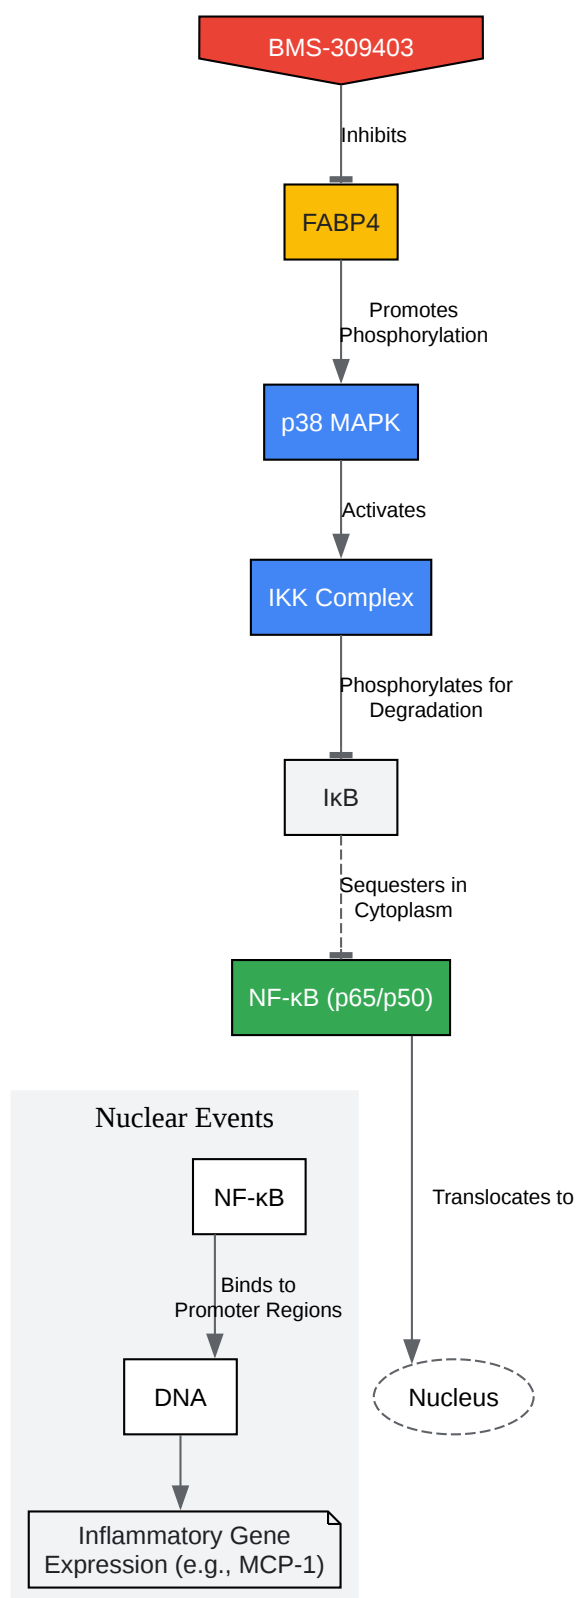 BMS-309403
Inhibits
FABP4
Promotes
Phosphorylation
p38 MAPK
Activates
IKK Complex
Phosphorylates for
Degradation
IκB
Sequesters in
Cytoplasm
NF-κB (p65/p50)
Nuclear Events
NF-κB
Translocates to
Binds to
Promoter Regions
DNA
Nucleus
Inflammatory Gene
Expression (e.g., MCP-1)